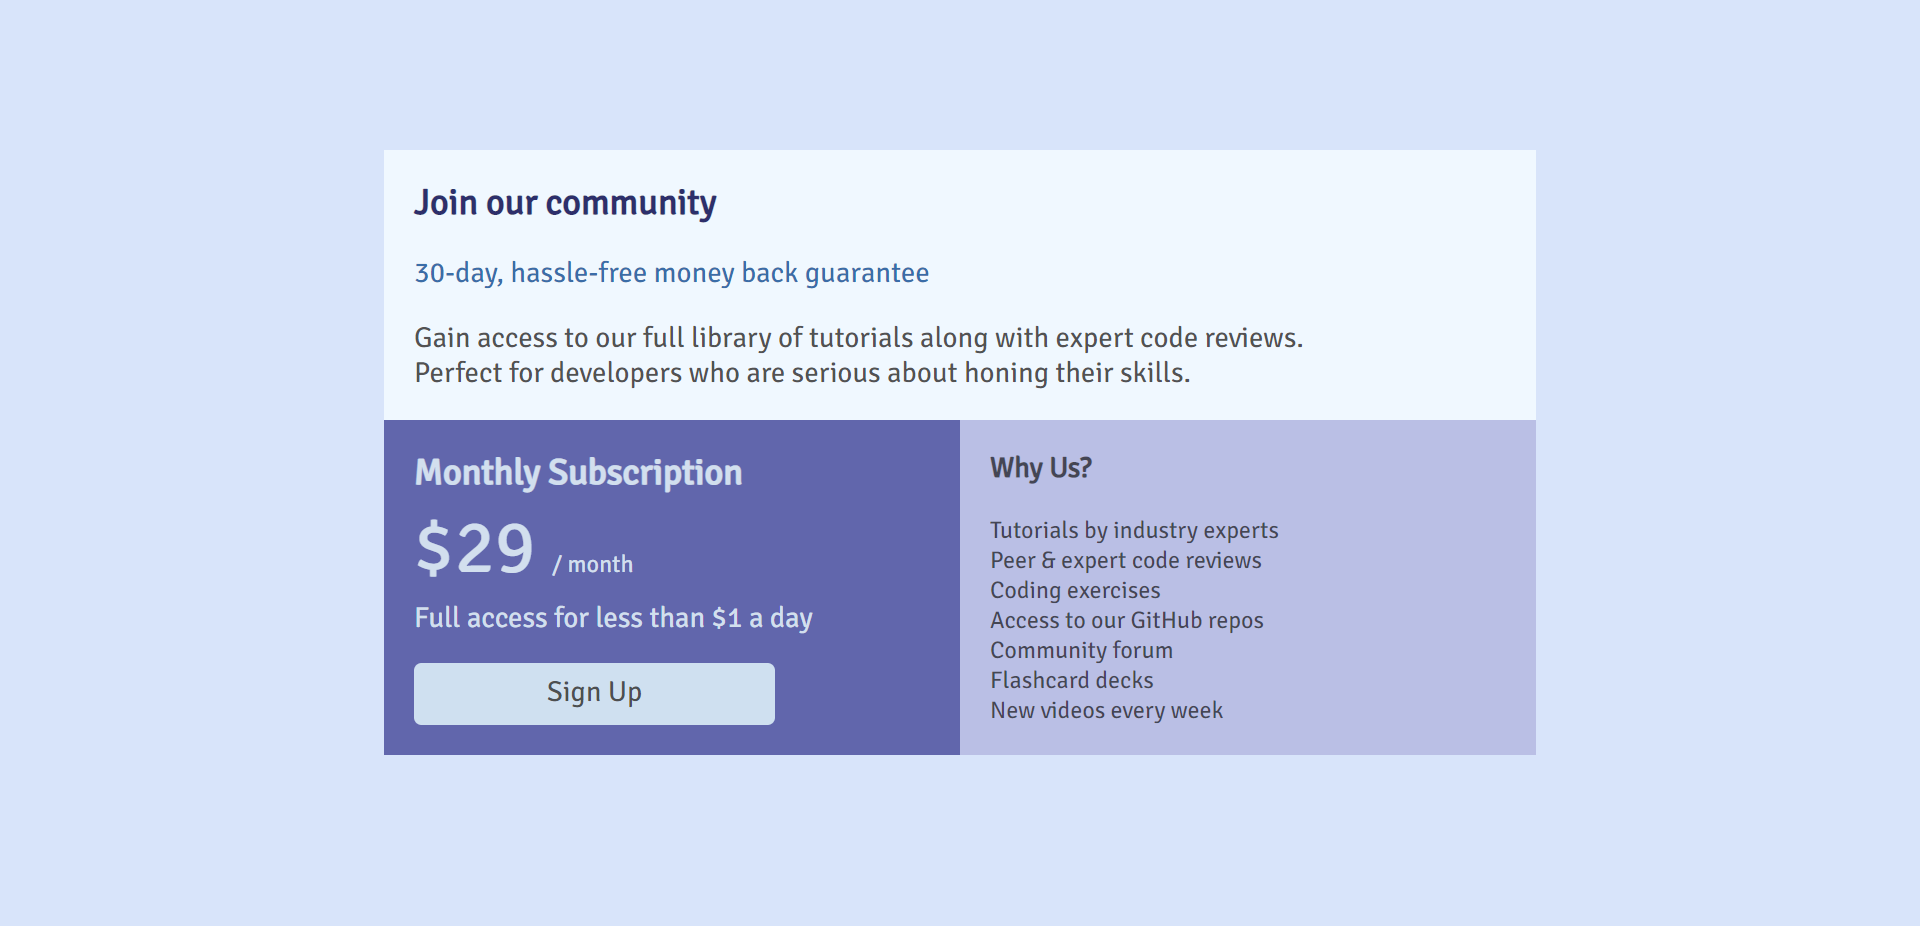 Join our community
30-day, hassle-free money back guarantee
Gain access to our full library of tutorials along with expert code reviews.
Perfect for developers who are serious about honing their skills.
Monthly Subscription
$29 / month
Full access for less than $1 a day
Sign Up
Why Us?
Tutorials by industry experts
Peer & expert code reviews
Coding exercises
Access to our GitHub repos
Community forum
Flashcard decks
New videos every week